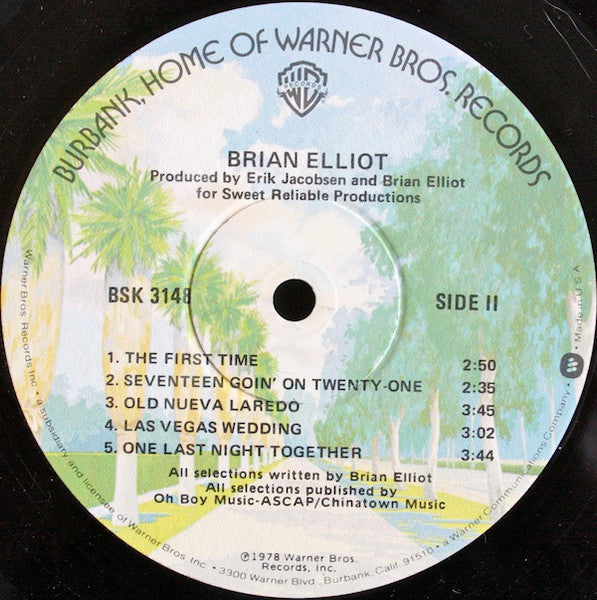 BURBANK, HOME OF WARNER BROS. RECORDS
WB
RECORDS
BRIAN ELLIOT
Produced by Erik Jacobsen and Brian Elliot
for Sweet Reliable Productions
BSK 3148
SIDE II
1. THE FIRST TIME 2:50
2. SEVENTEEN GOIN' ON TWENTY-ONE 2:35
3. OLD NUEVA LAREDO 3:45
4. LAS VEGAS WEDDING 3:02
5. ONE LAST NIGHT TOGETHER 3:44
All selections written by Brian Elliot
All selections published by
Oh Boy Music-ASCAP/Chinatown Music
℗1978 Warner Bros.
Records, Inc.
Warner Bros. Records Inc. • a subsidiary and licensee of Warner Bros. Inc. • 3300 Warner Blvd., Burbank, Calif. 91510 • a Warner Communications Company • Made in U.S.A.